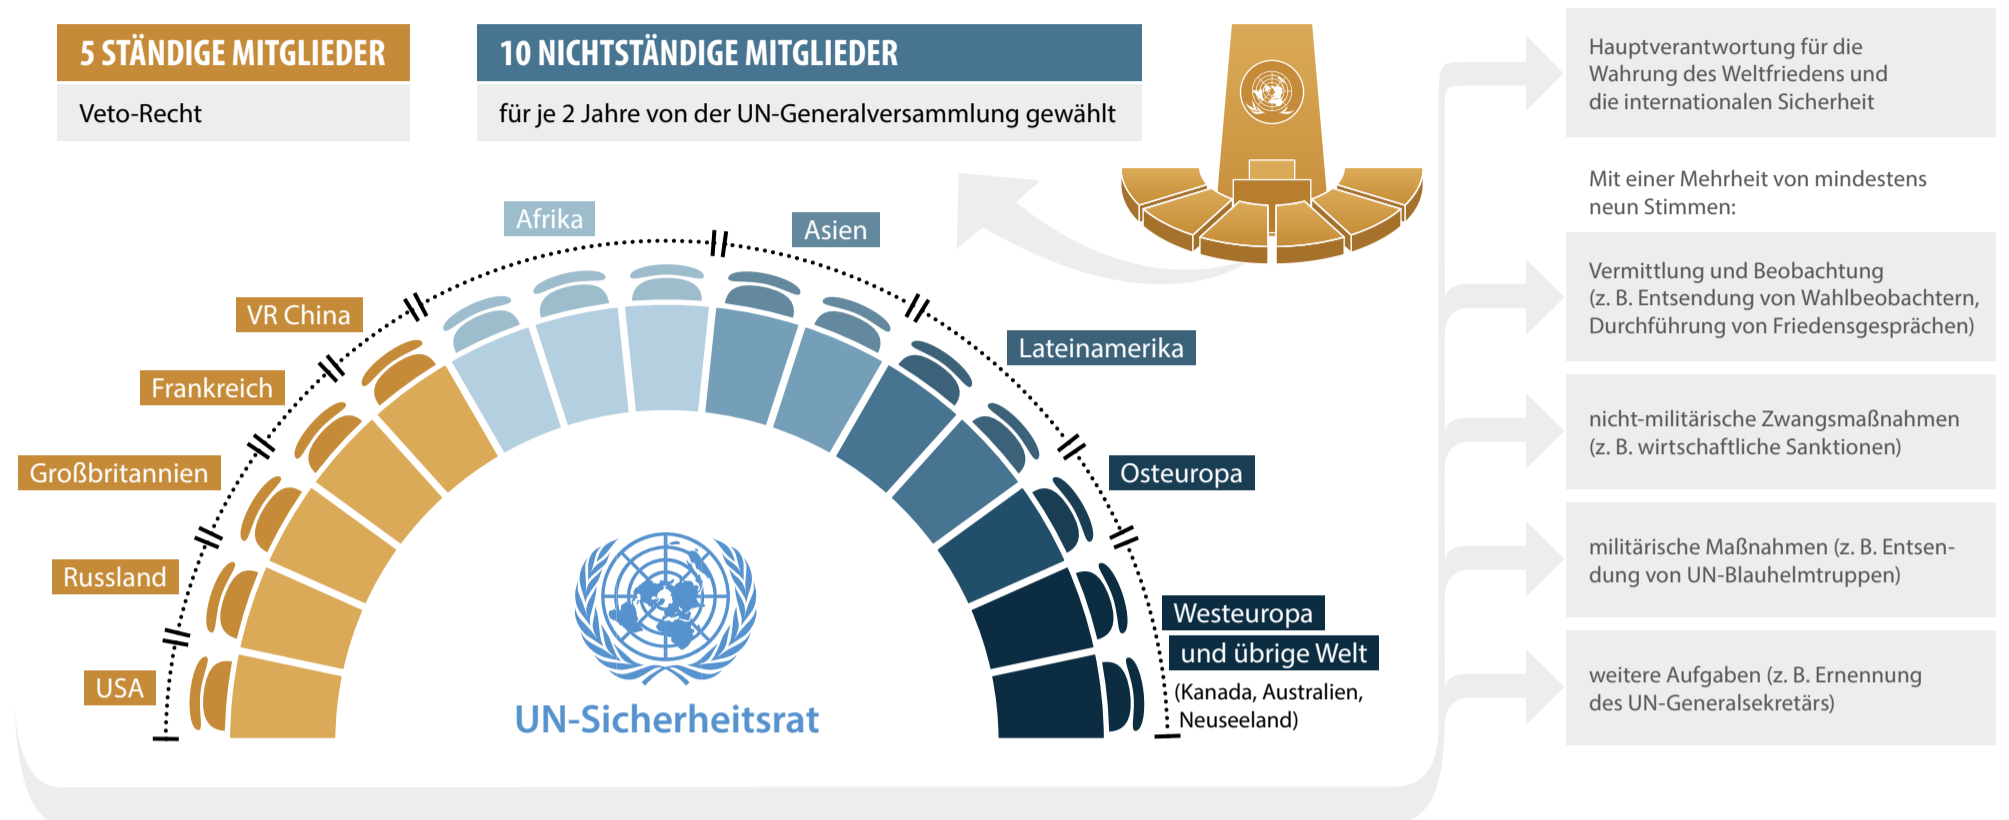 5 STÄNDIGE MITGLIEDER
Veto-Recht
10 NICHTSTÄNDIGE MITGLIEDER
für je 2 Jahre von der UN-Generalversammlung gewählt
Afrika
Asien
VR China
Lateinamerika
Frankreich
Großbritannien
Osteuropa
Russland
Westeuropa
und übrige Welt
(Kanada, Australien,
Neuseeland)
USA
UN-Sicherheitsrat
Hauptverantwortung für die
Wahrung des Weltfriedens und
die internationalen Sicherheit
Mit einer Mehrheit von mindestens
neun Stimmen:
Vermittlung und Beobachtung
(z. B. Entsendung von Wahlbeobachtern,
Durchführung von Friedensgesprächen)
nicht-militärische Zwangsmaßnahmen
(z. B. wirtschaftliche Sanktionen)
militärische Maßnahmen (z. B. Entsen-
dung von UN-Blauhelmtruppen)
weitere Aufgaben (z. B. Ernennung
des UN-Generalsekretärs)